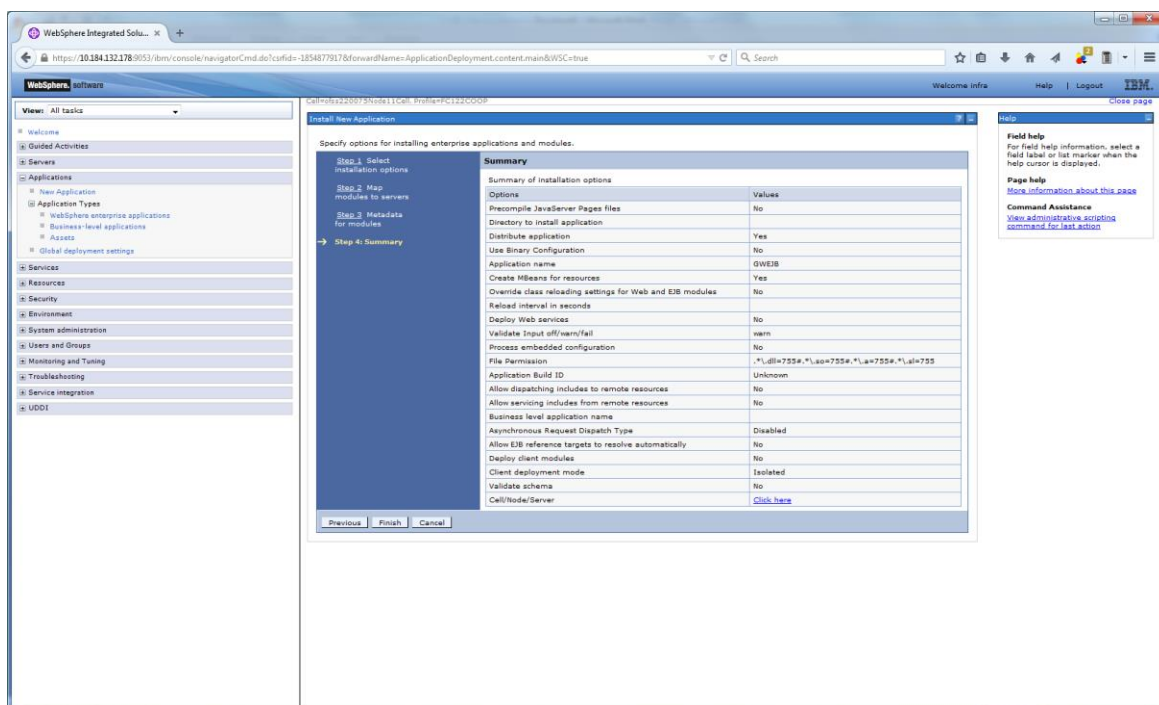 WebSphere Integrated Solu... × +
https://10.184.132.178:9053/ibm/console/navigatorCmd.do?csrfid=-1854877917&forwardName=ApplicationDeployment.content.main&WSC=true
Search
2
WebSphere. software
Welcome infra Help | Logout IBM.
View: All tasks
Welcome
Guided Activities
Servers
Applications
New Application
Application Types
WebSphere enterprise applications
Business-level applications
Assets
Global deployment settings
Services
Resources
Security
Environment
System administration
Users and Groups
Monitoring and Tuning
Troubleshooting
Service integration
UDDI
Cell=ofss220075Node11Cell, Profile=FC122COOP
Close page
Install New Application ? –
Specify options for installing enterprise applications and modules.
Step 1 Select
installation options
Step 2 Map
modules to servers
Step 3 Metadata
for modules
Step 4: Summary
Summary
Summary of installation options
Options Values
Precompile JavaServer Pages files No
Directory to install application
Distribute application Yes
Use Binary Configuration No
Application name GWEJB
Create MBeans for resources Yes
Override class reloading settings for Web and EJB modules No
Reload interval in seconds
Deploy Web services No
Validate Input off/warn/fail warn
Process embedded configuration No
File Permission .*\.dll=755#.*\.so=755#.*\.a=755#.*\.sl=755
Application Build ID Unknown
Allow dispatching includes to remote resources No
Allow servicing includes from remote resources No
Business level application name
Asynchronous Request Dispatch Type Disabled
Allow EJB reference targets to resolve automatically No
Deploy client modules No
Client deployment mode Isolated
Validate schema No
Cell/Node/Server Click here
Previous Finish Cancel
Help
Field help
For field help information, select a
field label or list marker when the
help cursor is displayed.
Page help
More information about this page
Command Assistance
View administrative scripting
command for last action